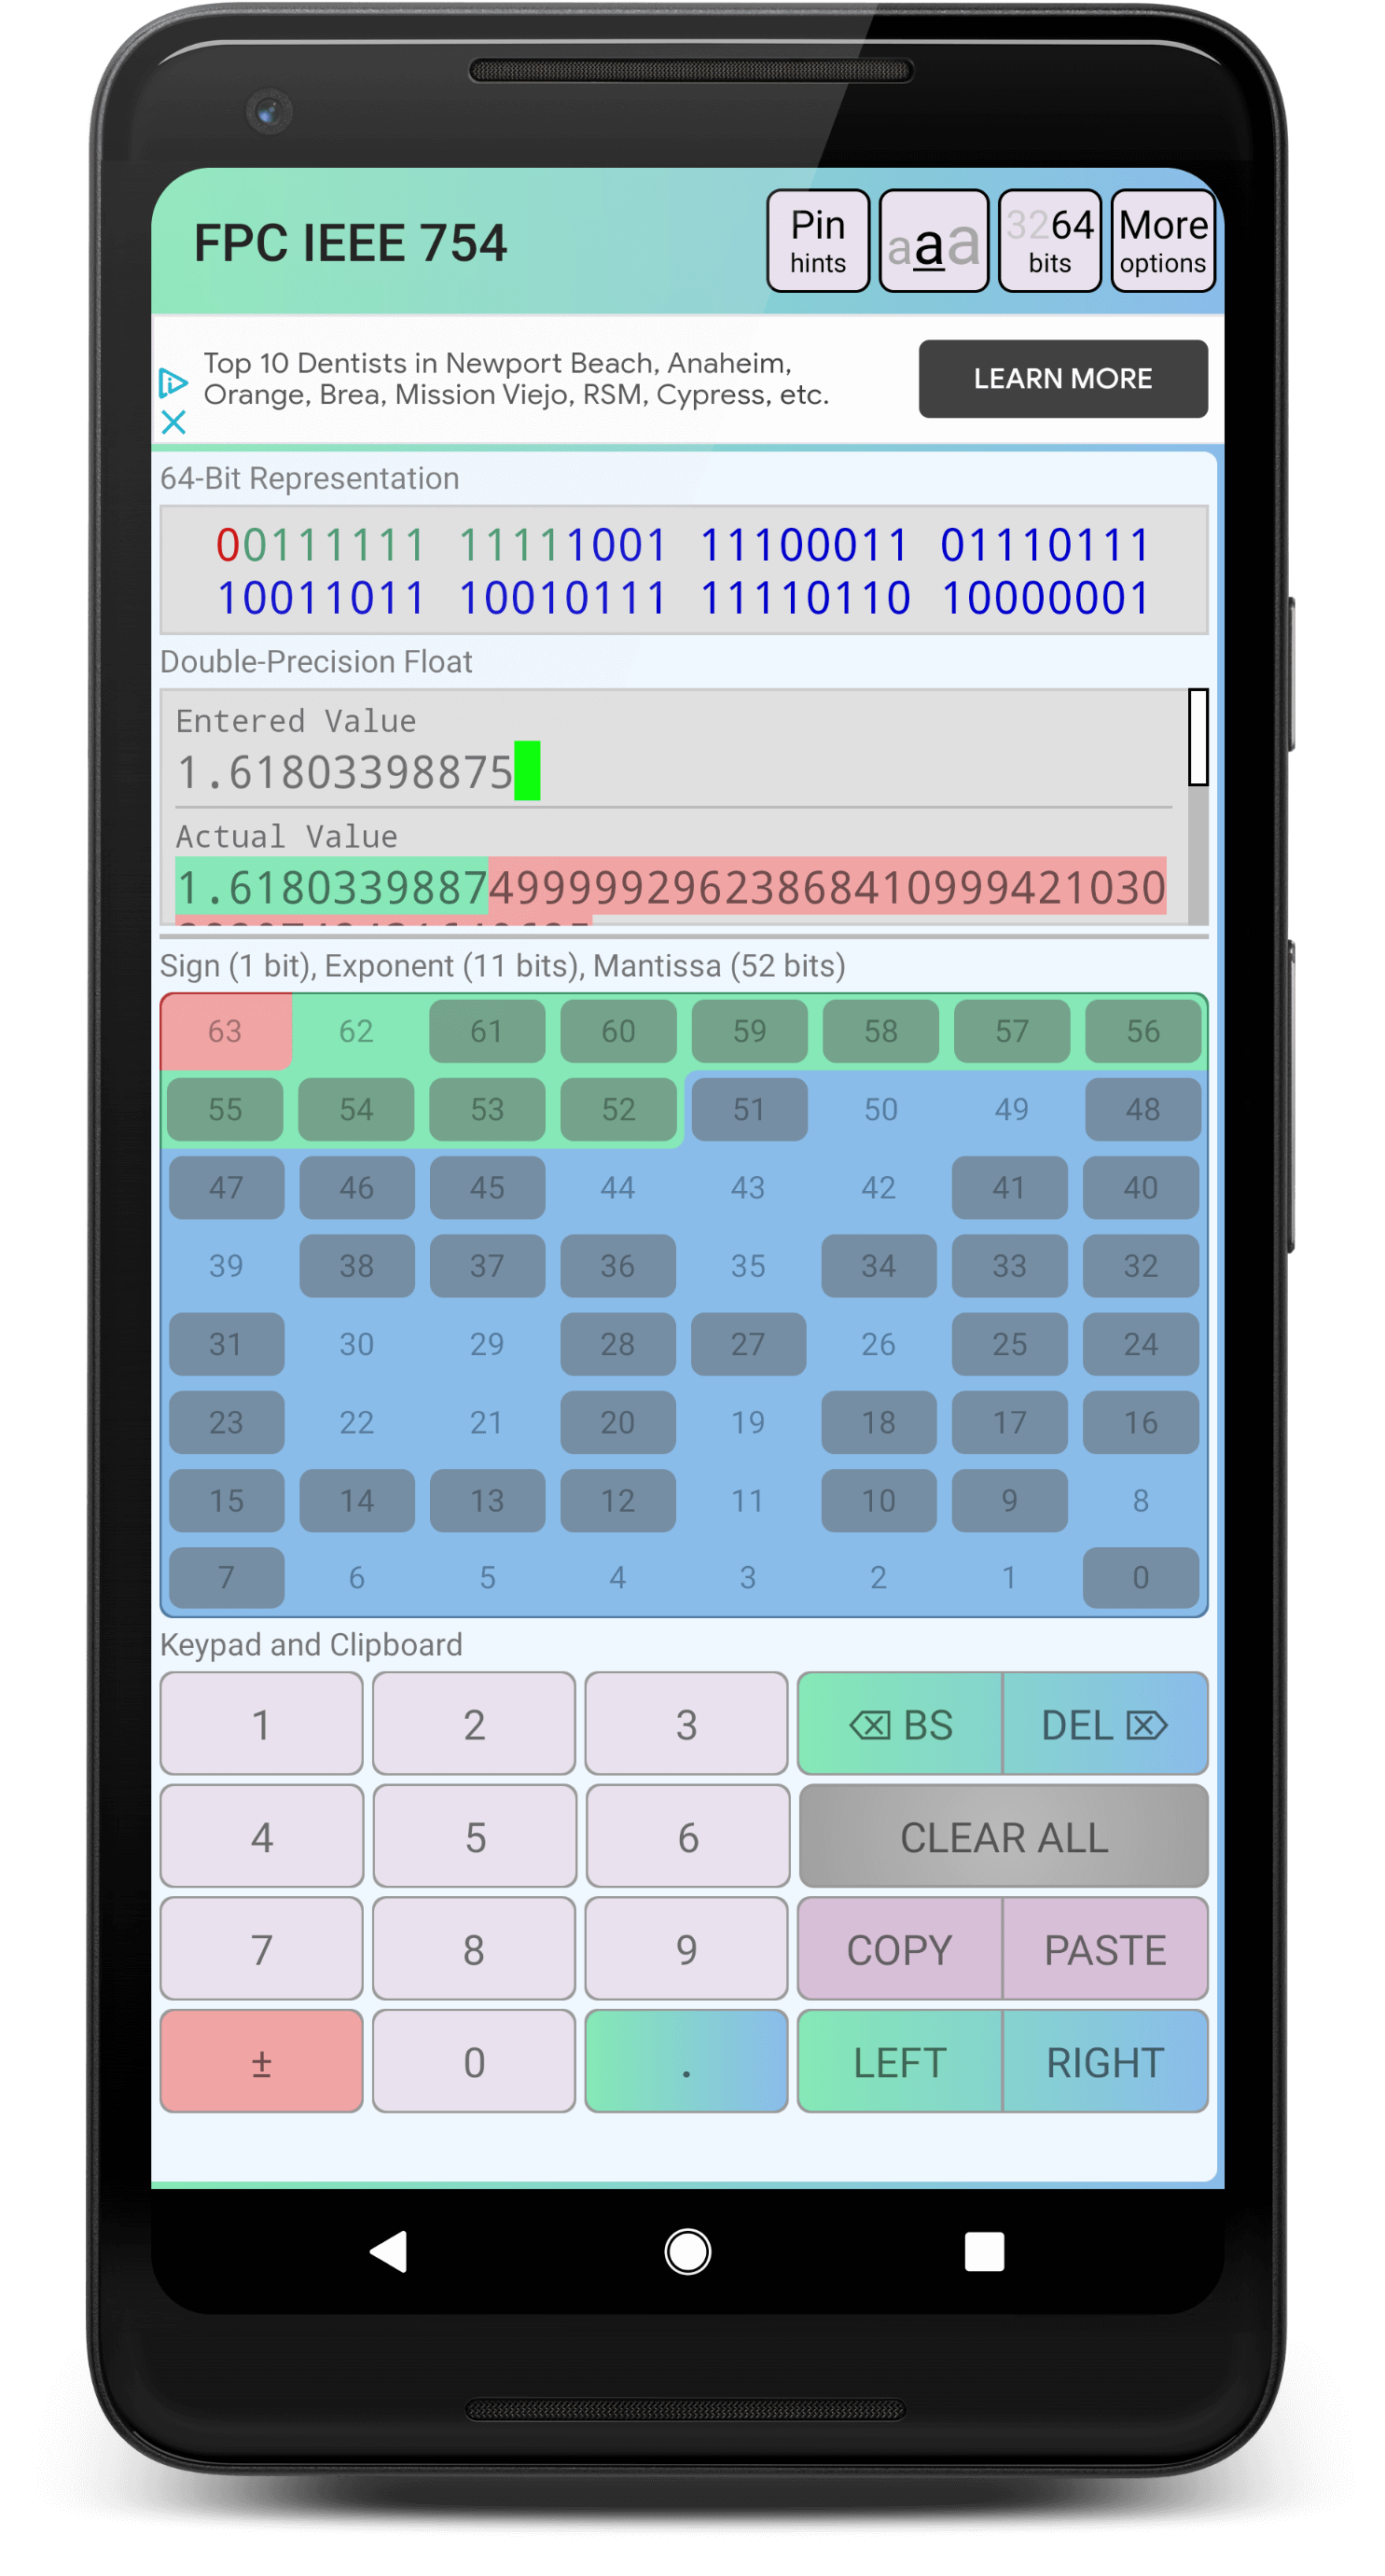 FPC IEEE 754
Pin
hints
aaa
3264
bits
More
options
Top 10 Dentists in Newport Beach, Anaheim,
Orange, Brea, Mission Viejo, RSM, Cypress, etc.
LEARN MORE
64-Bit Representation
00111111 11111001 11100011 01110111
10011011 10010111 11110110 10000001
Double-Precision Float
Entered Value
1.61803398875
Actual Value
1.618033988749999929623868410999421030
Sign (1 bit), Exponent (11 bits), Mantissa (52 bits)
63 62 61 60 59 58 57 56
55 54 53 52 51 50 49 48
47 46 45 44 43 42 41 40
39 38 37 36 35 34 33 32
31 30 29 28 27 26 25 24
23 22 21 20 19 18 17 16
15 14 13 12 11 10 9 8
7 6 5 4 3 2 1 0
Keypad and Clipboard
1 2 3 BS DEL
4 5 6 CLEAR ALL
7 8 9 COPY PASTE
± 0 . LEFT RIGHT